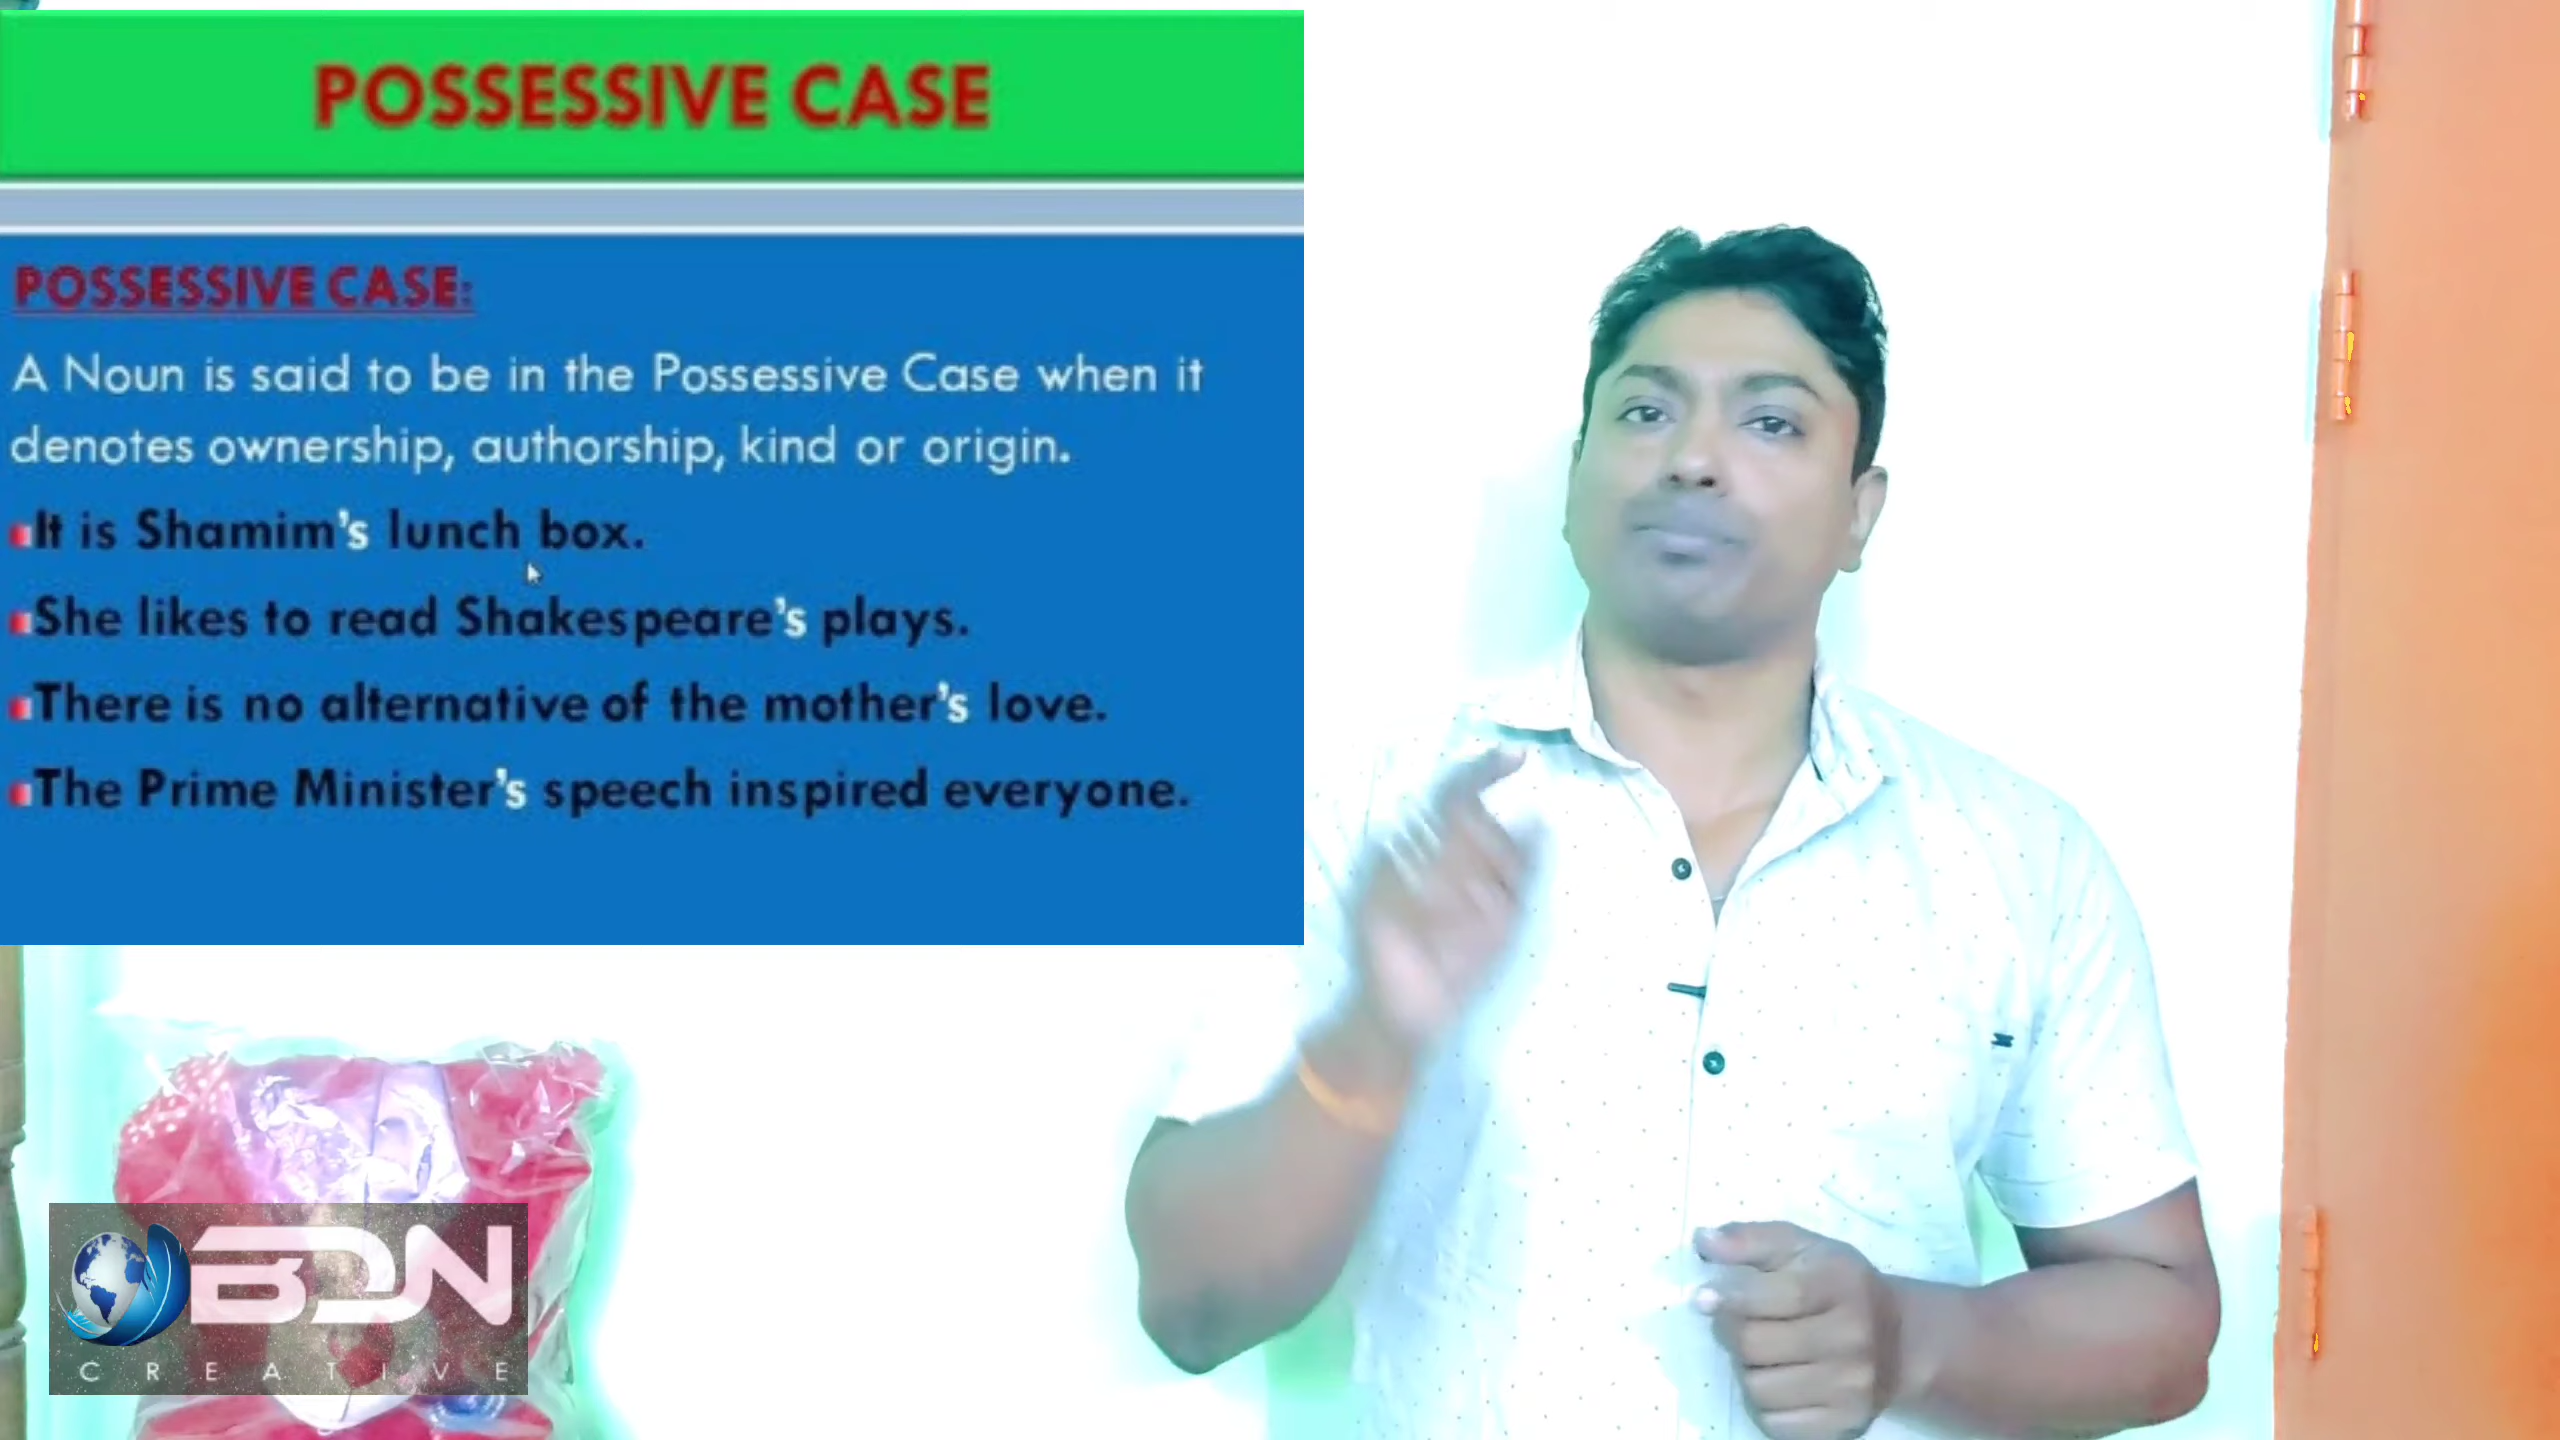 POSSESSIVE CASE
POSSESSIVE CASE:
A Noun is said to be in the Possessive Case when it
denotes ownership, authorship, kind or origin.
It is Shamim's lunch box.
She likes to read Shakespeare's plays.
There is no alternative of the mother's love.
The Prime Minister's speech inspired everyone.
BDN
CREATIVE